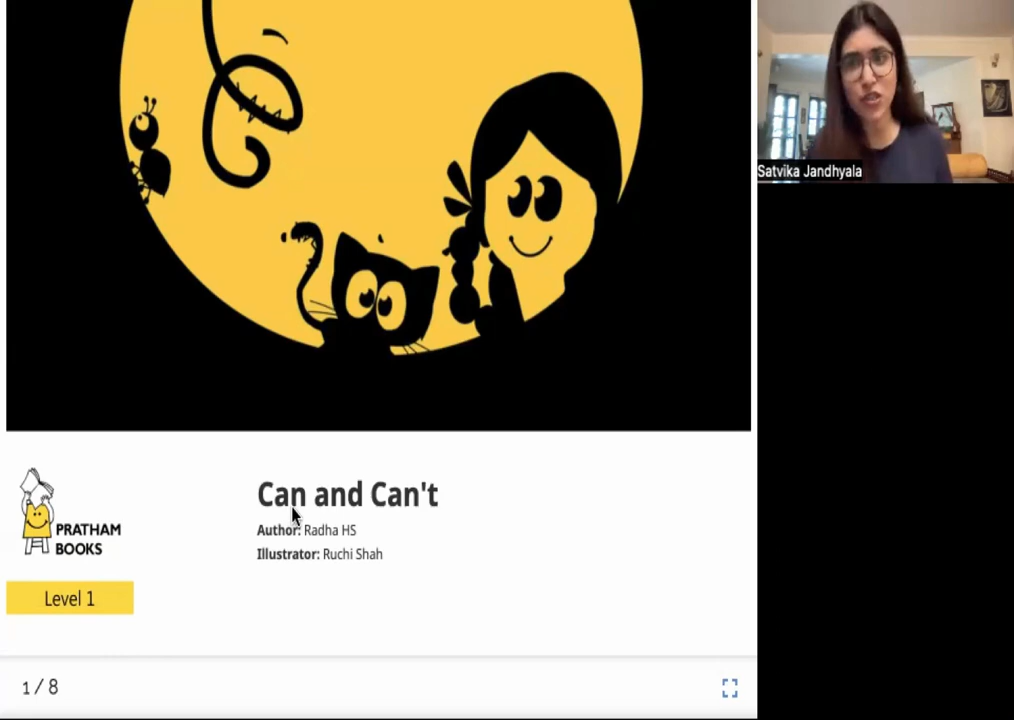 Satvika Jandhyala
PRATHAM
BOOKS
Can and Can't
Author: Radha HS
Illustrator: Ruchi Shah
Level 1
1 / 8